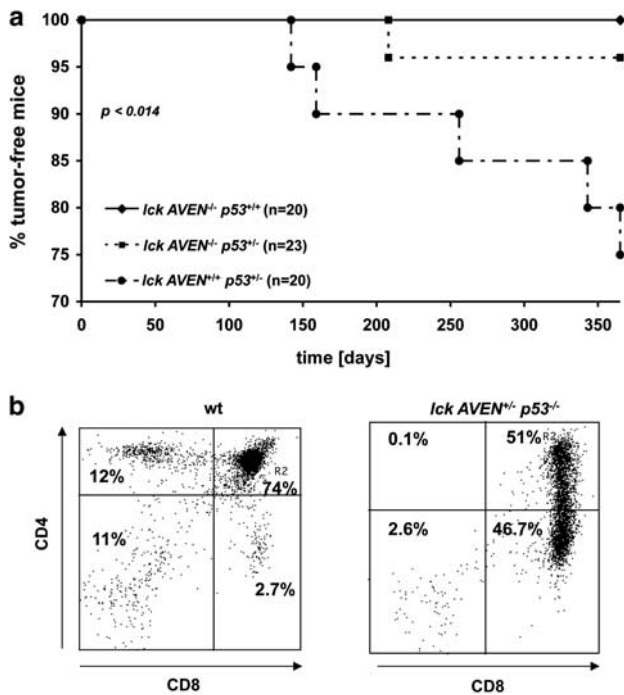 a
100
95
90
85
80
75
70
% tumor-free mice
p < 0.014
lck AVEN-/- p53+/+ (n=20)
lck AVEN-/- p53+/- (n=23)
lck AVEN+/+ p53+/- (n=20)
0 50 100 150 200 250 300 350
time [days]
b
wt
lck AVEN+/- p53-/-
CD4
12%
R2
74%
11%
2.7%
CD8
0.1%
51%
R2
2.6%
46.7%
CD8